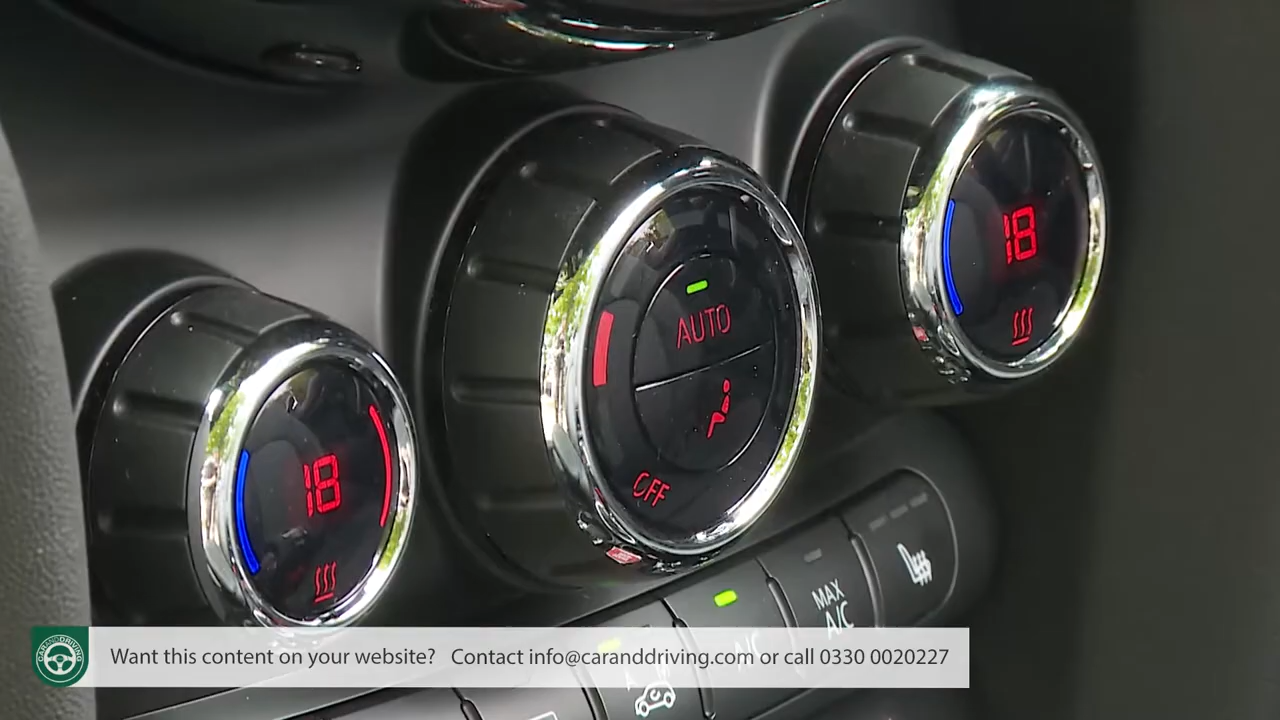 18
AUTO
18
OFF
MAX
A/C
A/C
CARANDDRIVING
Want this content on your website? Contact info@caranddriving.com or call 0330 0020227